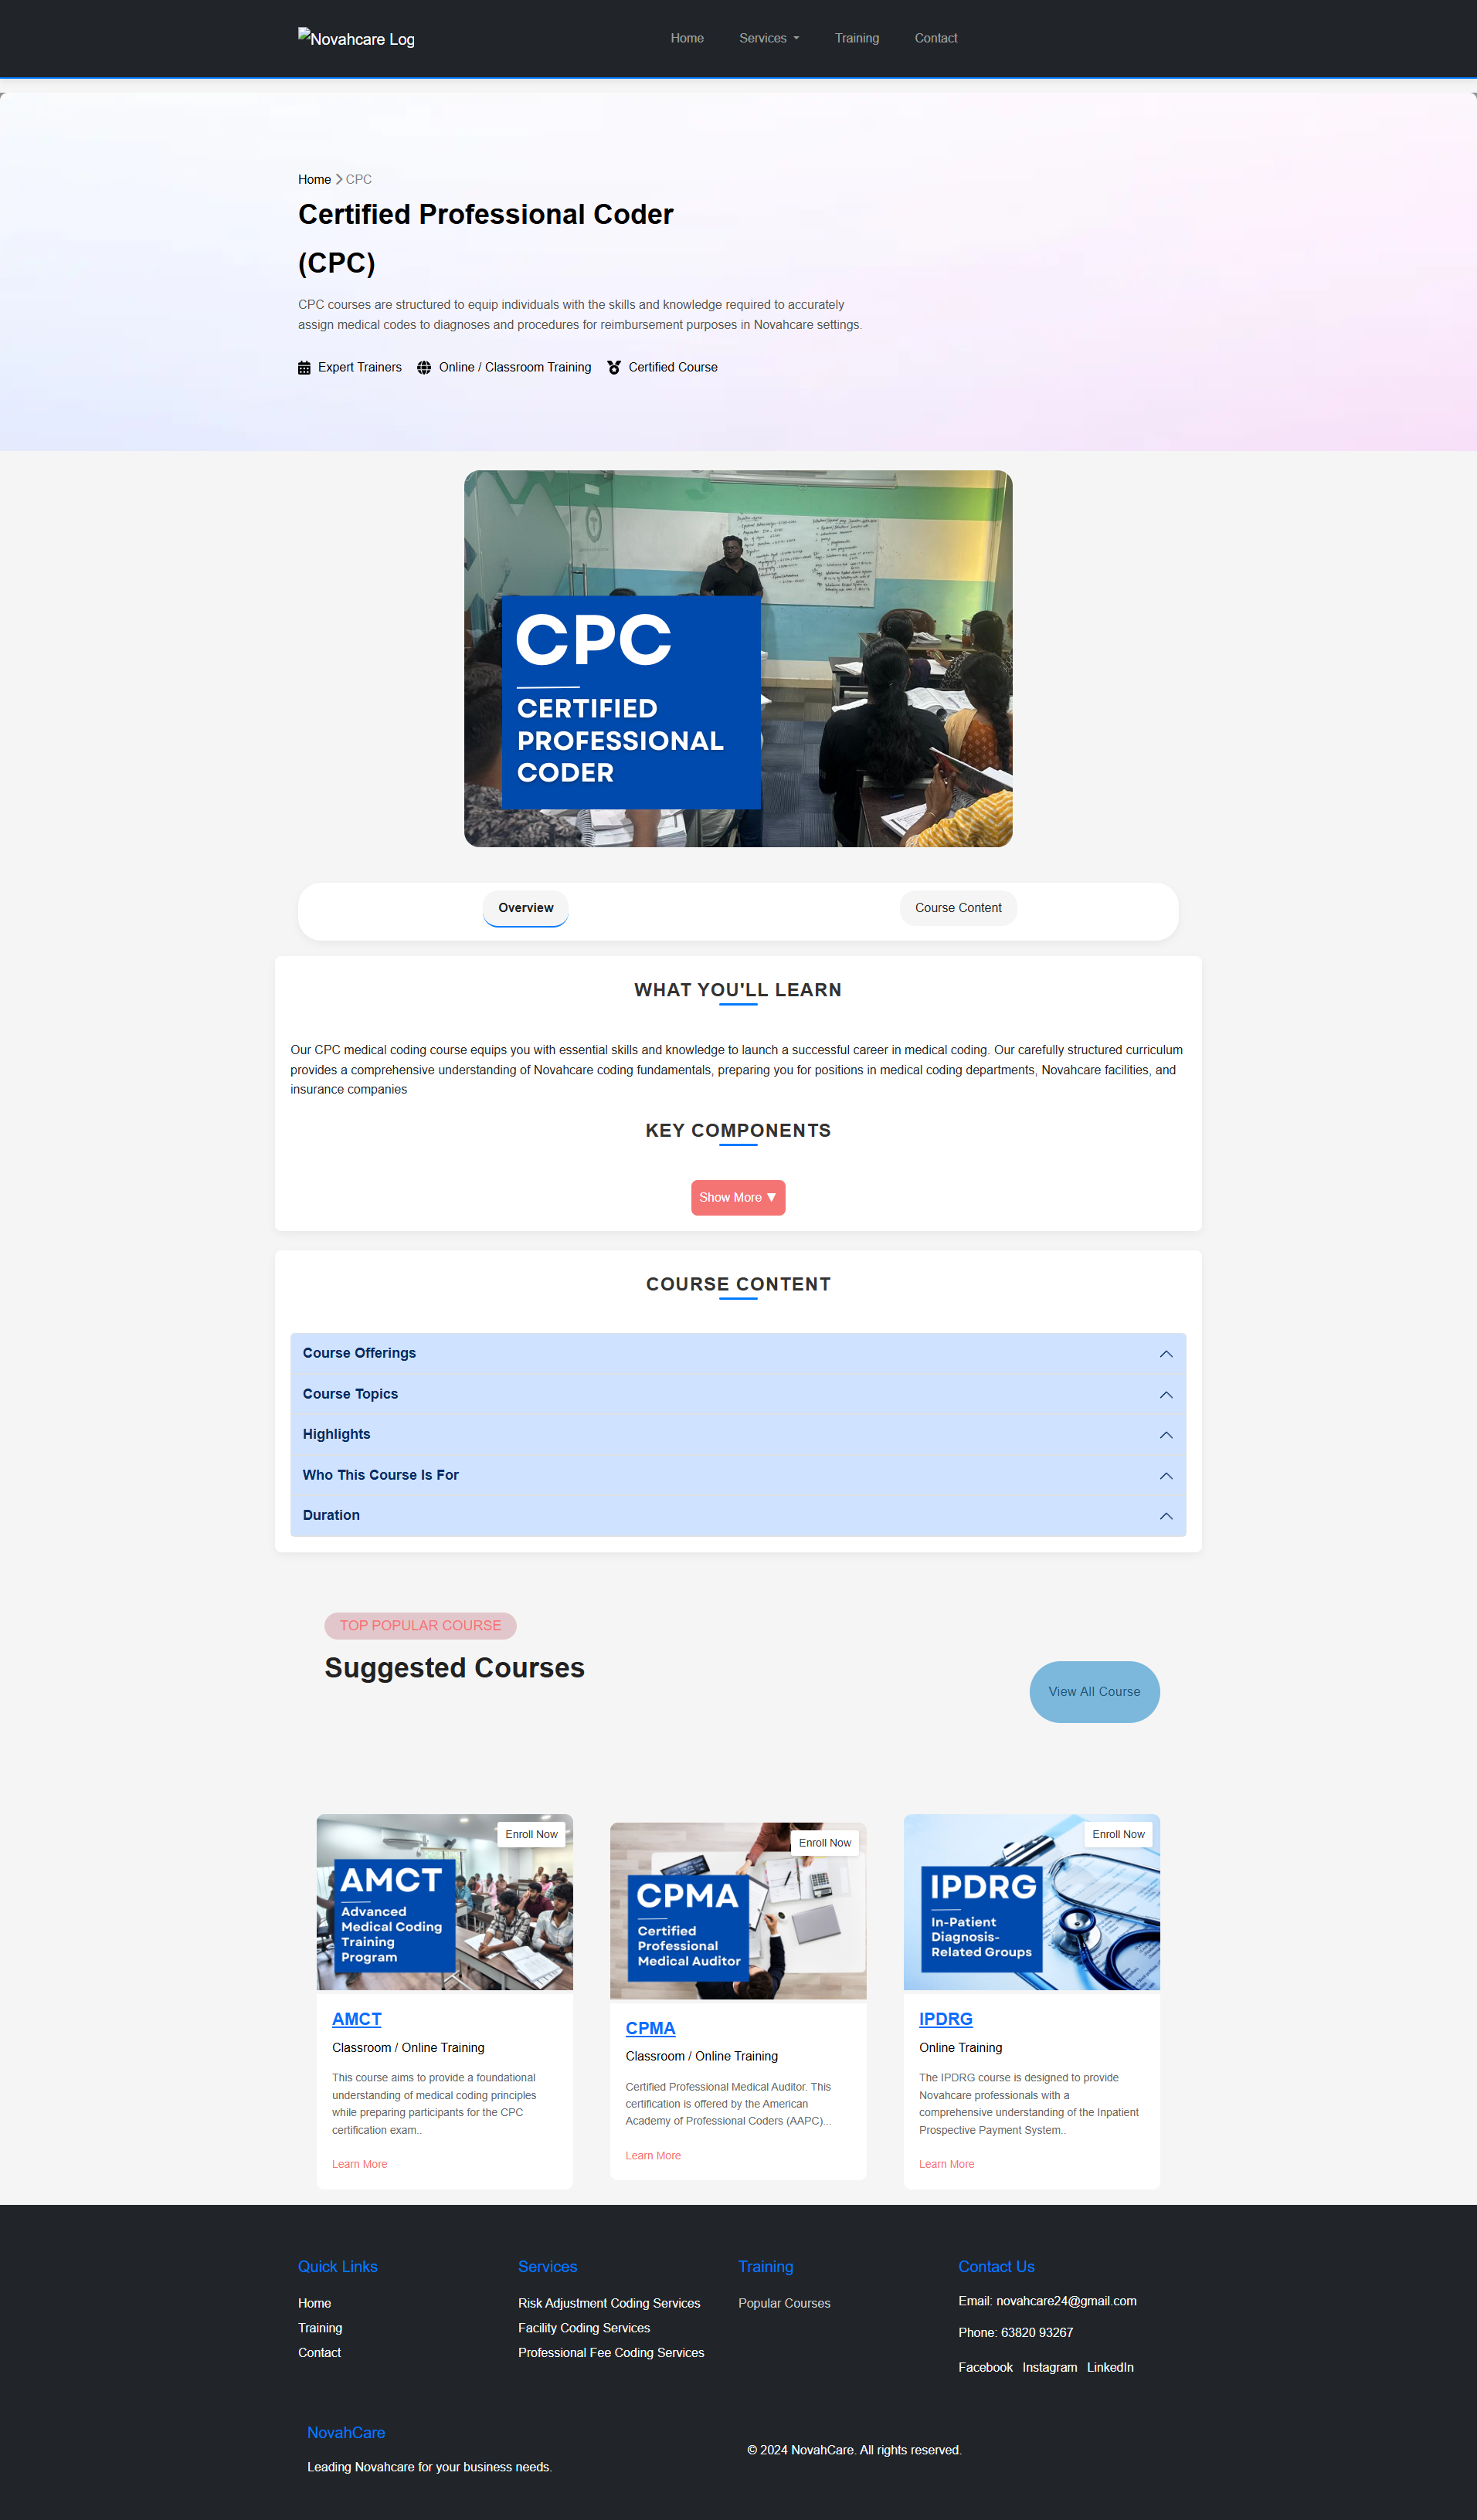 Novahcare Log
Home
Services
Training
Contact
Home > CPC
Certified Professional Coder
(CPC)
CPC courses are structured to equip individuals with the skills and knowledge required to accurately
assign medical codes to diagnoses and procedures for reimbursement purposes in Novahcare settings.
Expert Trainers
Online / Classroom Training
Certified Course
CPC
CERTIFIED
PROFESSIONAL
CODER
Overview
Course Content
WHAT YOU'LL LEARN
Our CPC medical coding course equips you with essential skills and knowledge to launch a successful career in medical coding. Our carefully structured curriculum
provides a comprehensive understanding of Novahcare coding fundamentals, preparing you for positions in medical coding departments, Novahcare facilities, and
insurance companies
KEY COMPONENTS
Show More ▼
COURSE CONTENT
Course Offerings
Course Topics
Highlights
Who This Course Is For
Duration
TOP POPULAR COURSE
Suggested Courses
View All Course
Enroll Now
AMCT
Advanced
Medical Coding
Training
Program
AMCT
Classroom / Online Training
This course aims to provide a foundational
understanding of medical coding principles
while preparing participants for the CPC
certification exam..
Learn More
Enroll Now
CPMA
Certified
Professional
Medical Auditor
CPMA
Classroom / Online Training
Certified Professional Medical Auditor. This
certification is offered by the American
Academy of Professional Coders (AAPC)...
Learn More
Enroll Now
IPDRG
In-Patient
Diagnosis-
Related Groups
IPDRG
Online Training
The IPDRG course is designed to provide
Novahcare professionals with a
comprehensive understanding of the Inpatient
Prospective Payment System..
Learn More
Quick Links
Home
Training
Contact
Services
Risk Adjustment Coding Services
Facility Coding Services
Professional Fee Coding Services
Training
Popular Courses
Contact Us
Email: novahcare24@gmail.com
Phone: 63820 93267
Facebook Instagram LinkedIn
NovahCare
Leading Novahcare for your business needs.
© 2024 NovahCare. All rights reserved.